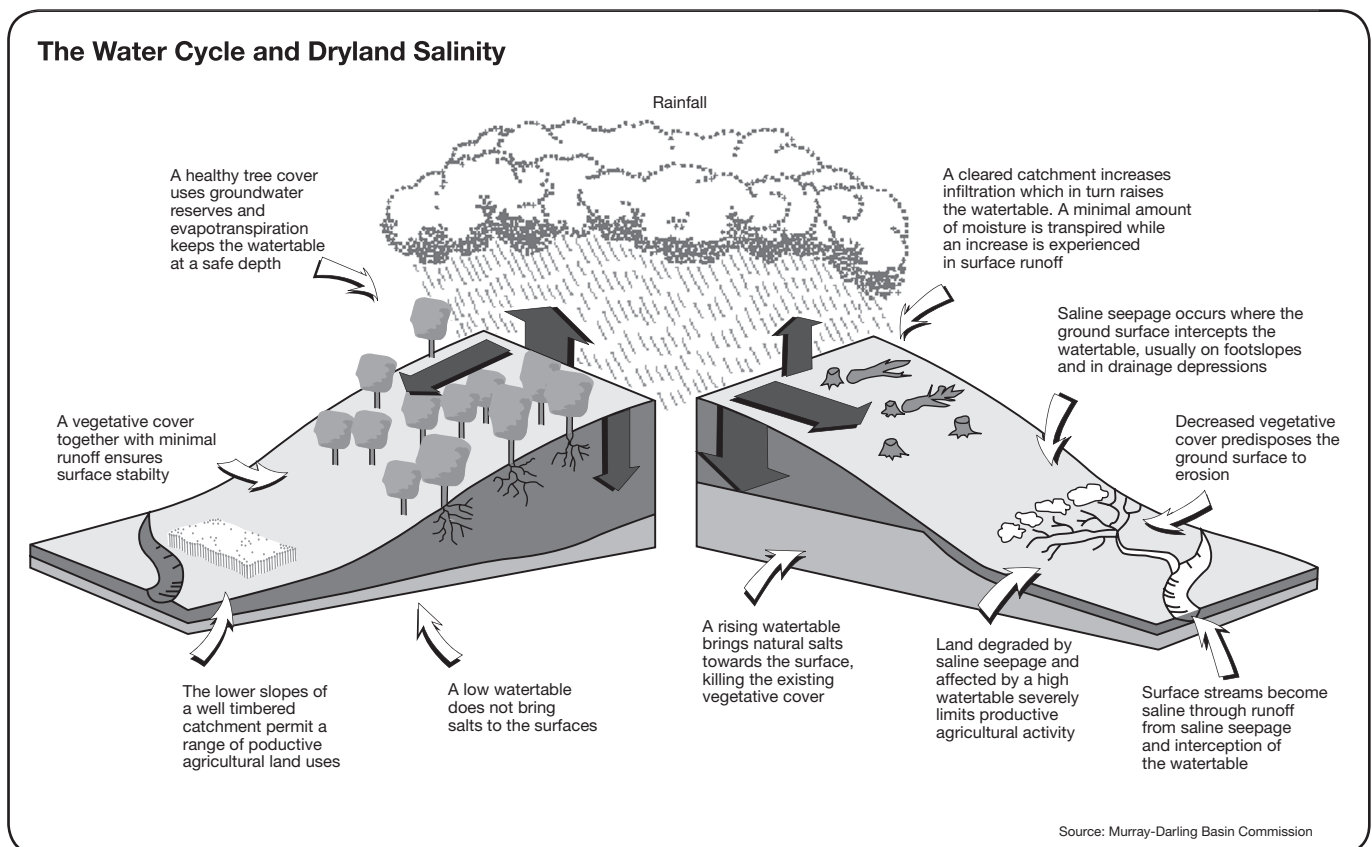 The Water Cycle and Dryland Salinity
Rainfall
A healthy tree cover
uses groundwater
reserves and
evapotranspiration
keeps the watertable
at a safe depth
A cleared catchment increases
infiltration which in turn raises
the watertable. A minimal amount
of moisture is transpired while
an increase is experienced
in surface runoff
Saline seepage occurs where the
ground surface intercepts the
watertable, usually on footslopes
and in drainage depressions
A vegetative cover
together with minimal
runoff ensures
surface stabilty
Decreased vegetative
cover predisposes the
ground surface to
erosion
The lower slopes of
a well timbered
catchment permit a
range of poductive
agricultural land uses
A low watertable
does not bring
salts to the surfaces
A rising watertable
brings natural salts
towards the surface,
killing the existing
vegetative cover
Land degraded by
saline seepage and
affected by a high
watertable severely
limits productive
agricultural activity
Surface streams become
saline through runoff
from saline seepage
and interception of
the watertable
Source: Murray-Darling Basin Commission